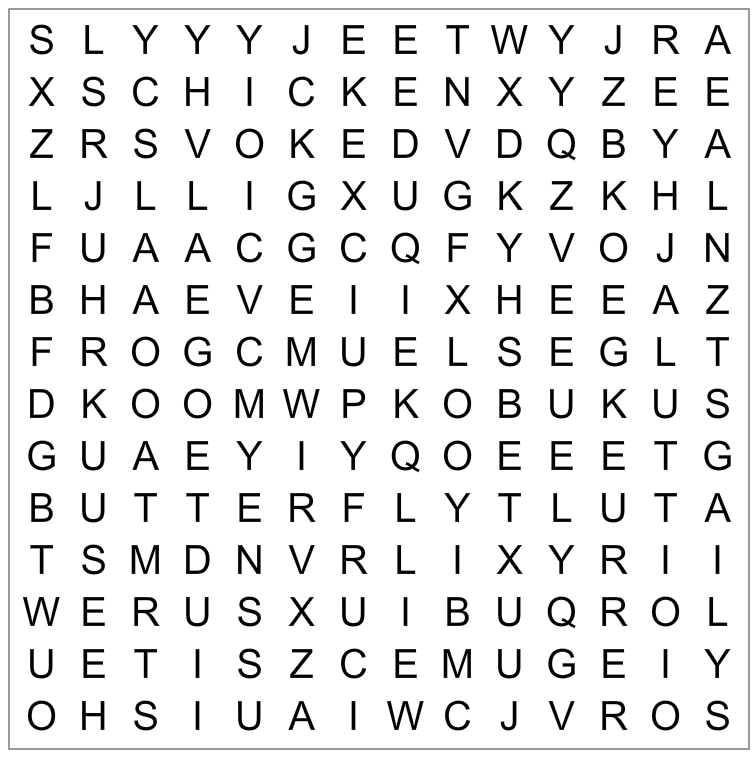 S L Y Y Y J E E T W Y J R A
X S C H I C K E N X Y Z E E
Z R S V O K E D V D Q B Y A
L J L L I G X U G K Z K H L
F U A A C G C Q F Y V O J N
B H A E V E I I X H E E A Z
F R O G C M U E L S E G L T
D K O O M W P K O B U K U S
G U A E Y I Y Q O E E E T G
B U T T E R F L Y T L U T A
T S M D N V R L I X Y R I I
W E R U S X U I B U Q R O L
U E T I S Z C E M U G E I Y
O H S I U A I W C J V R O S